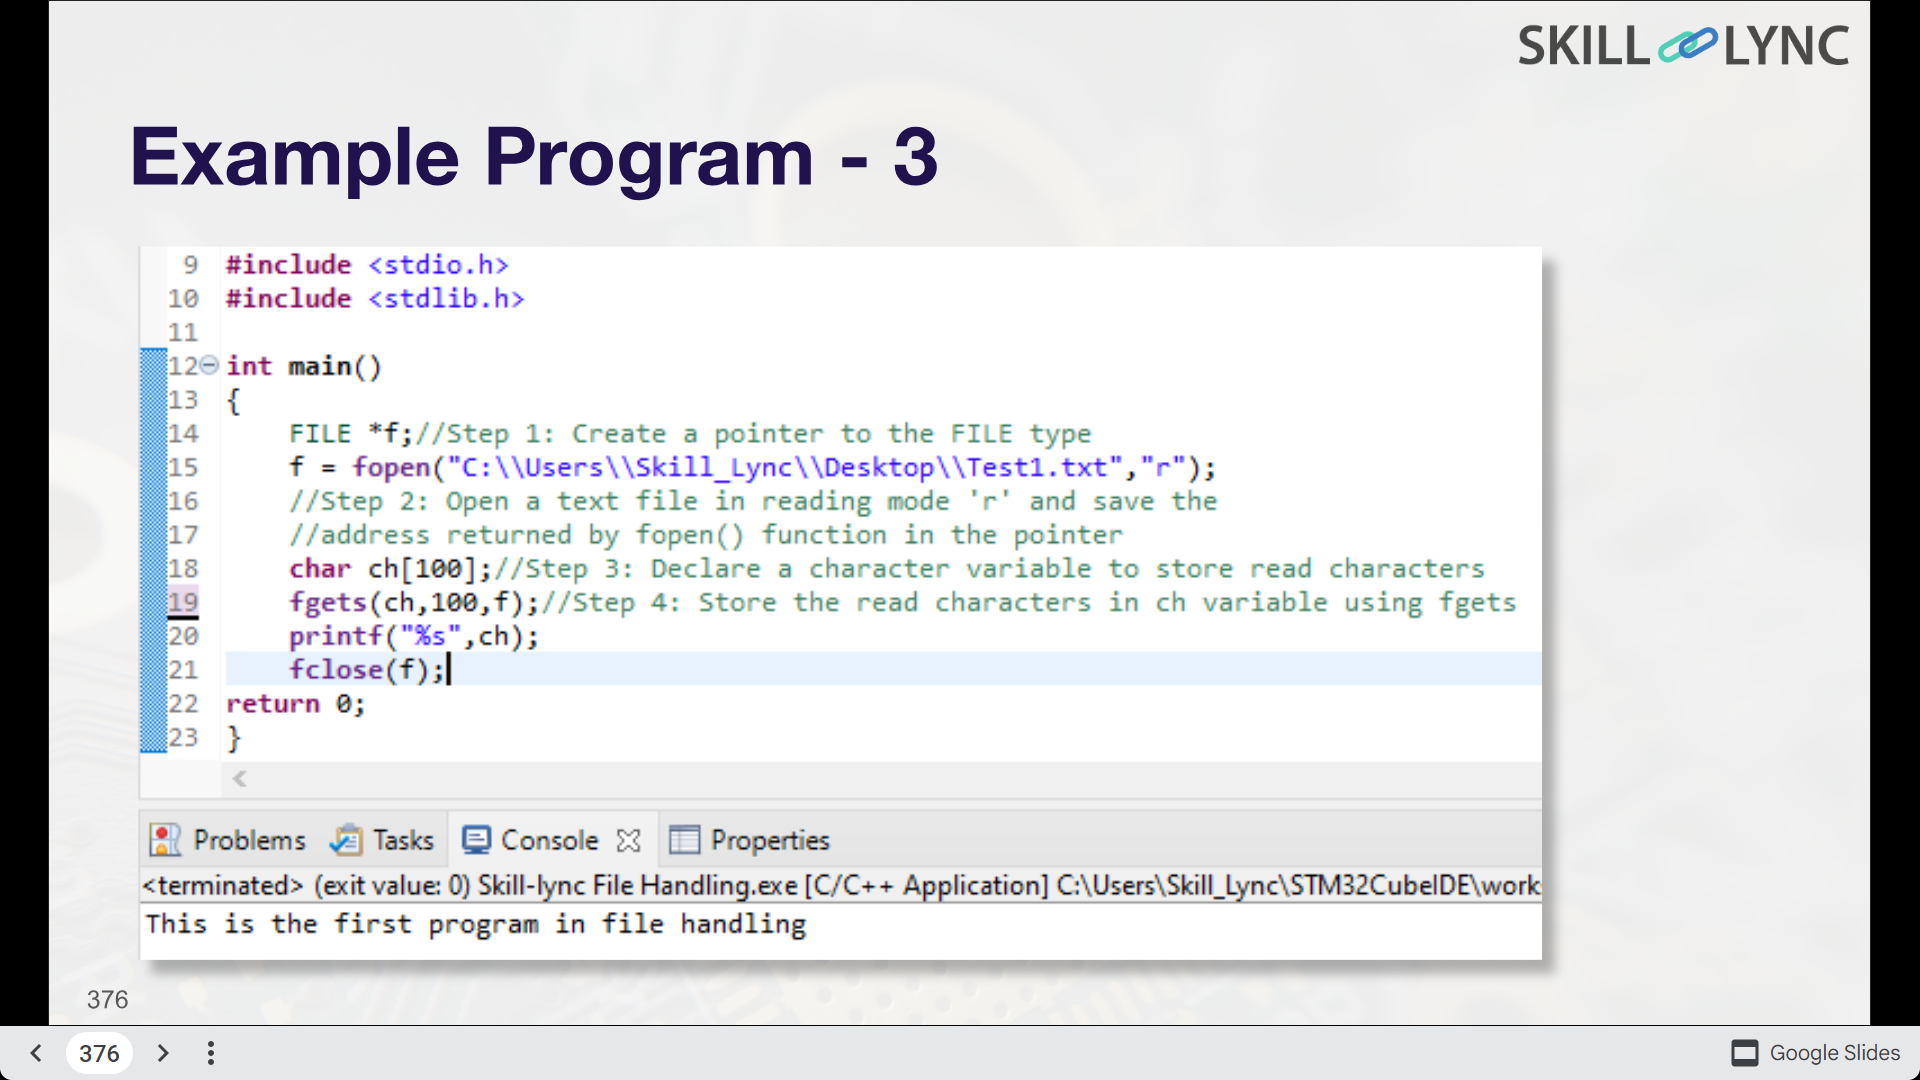 SKILL LYNC
Example Program - 3
9 #include <stdio.h>
10 #include <stdlib.h>
11
12 int main()
13 {
14 FILE *f;//Step 1: Create a pointer to the FILE type
15 f = fopen("C:\\Users\\Skill_Lync\\Desktop\\Test1.txt","r");
16 //Step 2: Open a text file in reading mode 'r' and save the
17 //address returned by fopen() function in the pointer
18 char ch[100];//Step 3: Declare a character variable to store read characters
19 fgets(ch,100,f);//Step 4: Store the read characters in ch variable using fgets
20 printf("%s",ch);
21 fclose(f);
22 return 0;
23 }
Problems Tasks Console Properties
<terminated> (exit value: 0) Skill-lync File Handling.exe [C/C++ Application] C:\Users\Skill_Lync\STM32CubeIDE\work
This is the first program in file handling
376
376 Google Slides